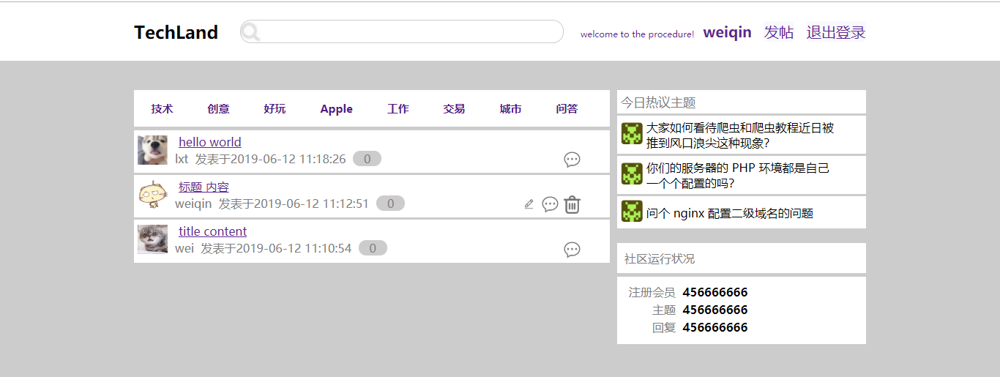 TechLand
welcome to the procedure! weiqin 发帖 退出登录
技术 创意 好玩 Apple 工作 交易 城市 问答
hello world
lxt 发表于2019-06-12 11:18:26 0
标题 内容
weiqin 发表于2019-06-12 11:12:51 0
title content
wei 发表于2019-06-12 11:10:54 0
今日热议主题
大家如何看待爬虫和爬虫教程近日被
推到风口浪尖这种现象?
你们的服务器的 PHP 环境都是自己
一个个配置的吗?
问个 nginx 配置二级域名的问题
社区运行状况
注册会员 456666666
主题 456666666
回复 456666666